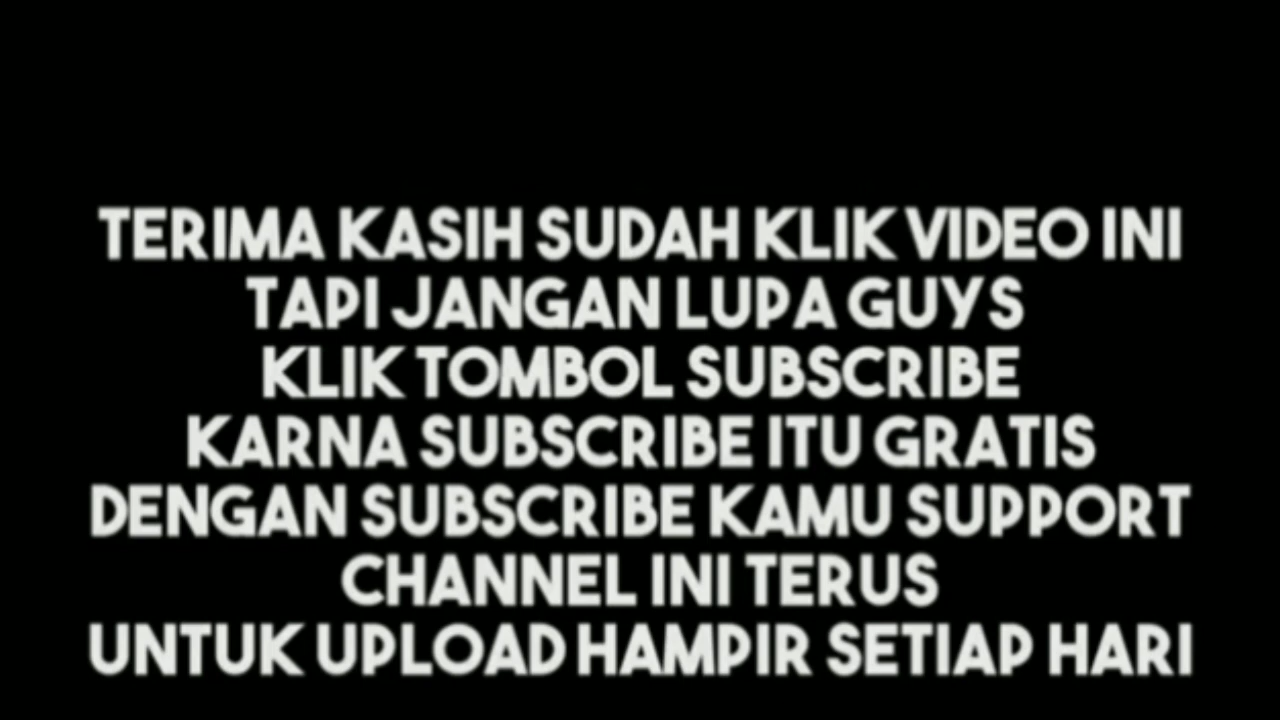 TERIMA KASIH SUDAH KLIK VIDEO INI
TAPI JANGAN LUPA GUYS
KLIK TOMBOL SUBSCRIBE
KARNA SUBSCRIBE ITU GRATIS
DENGAN SUBSCRIBE KAMU SUPPORT
CHANNEL INI TERUS
UNTUK UPLOAD HAMPIR SETIAP HARI